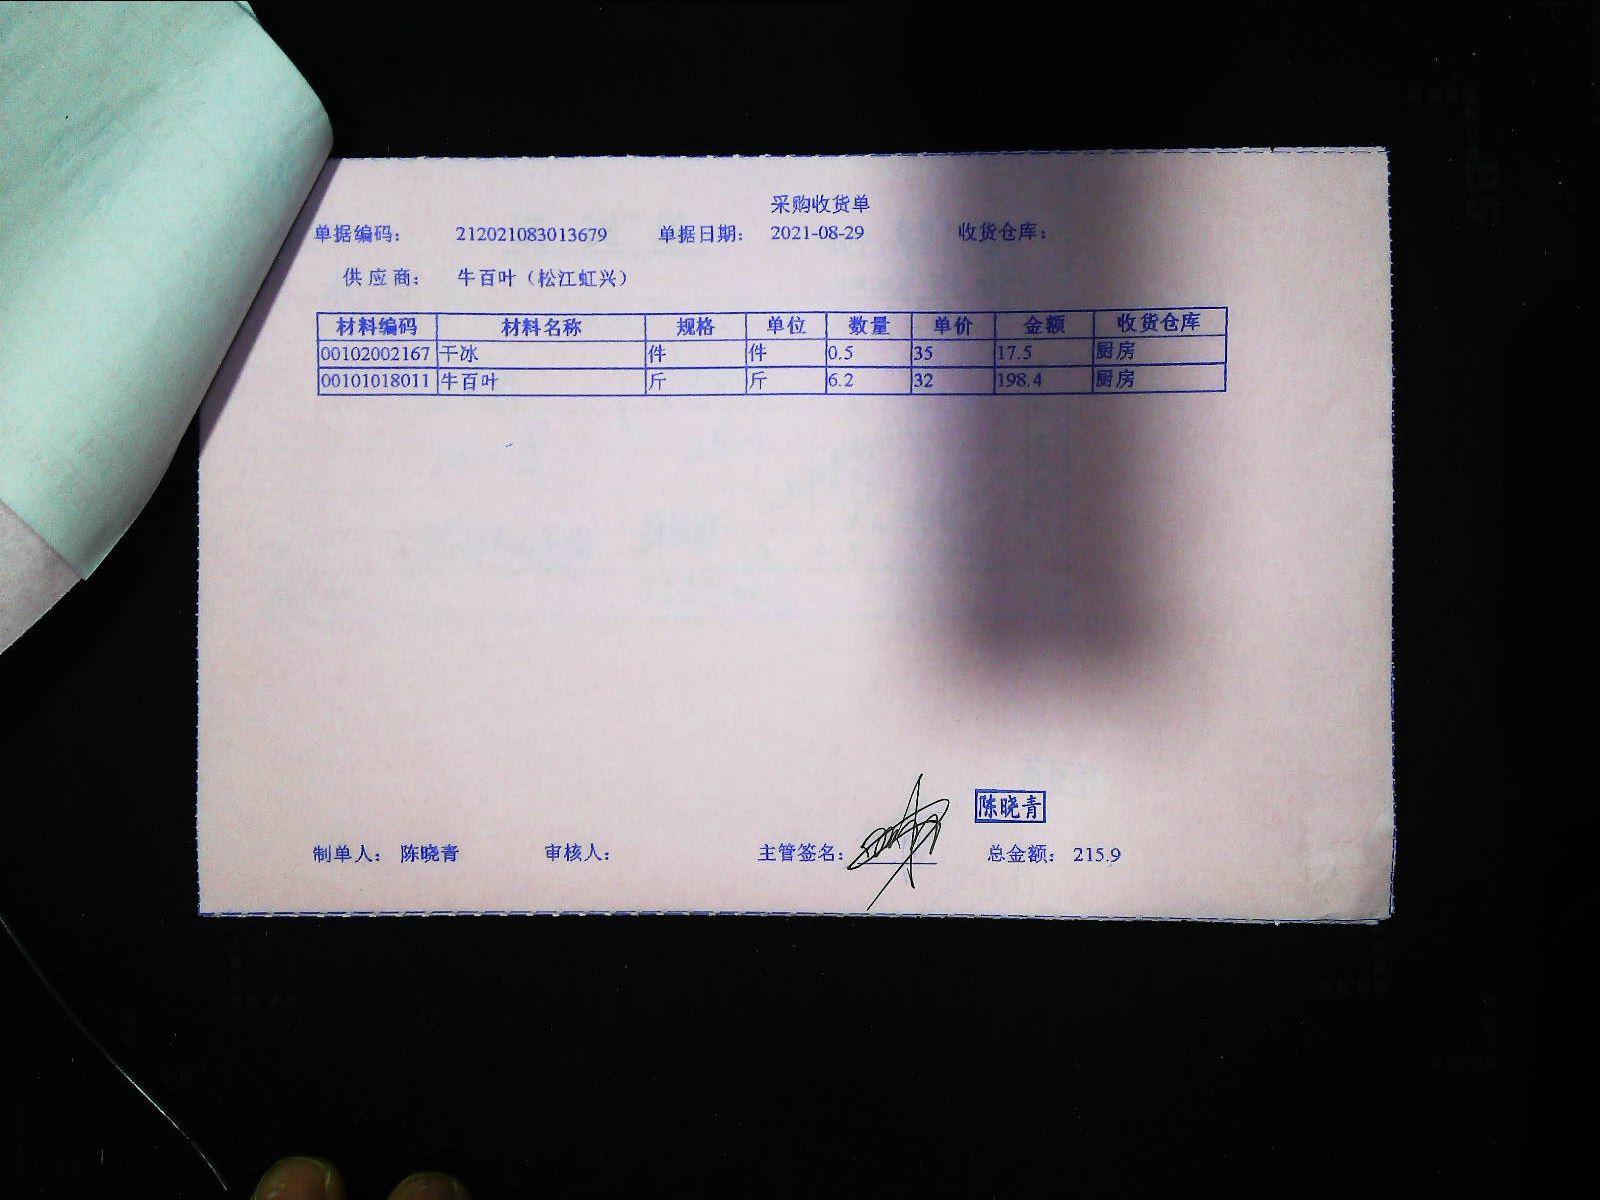 采购收货单
单据编码： 212021083013679 单据日期： 2021-08-29 收货仓库：
供应商： 牛百叶（松江虹兴）
材料编码 材料名称 规格 单位 数量 单价 金额 收货仓库
00102002167 干冰 件 件 0.5 35 17.5 厨房
00101018011 牛百叶 斤 斤 6.2 32 198.4 厨房
陈晓青
制单人： 陈晓青 审核人： 主管签名： 总金额： 215.9